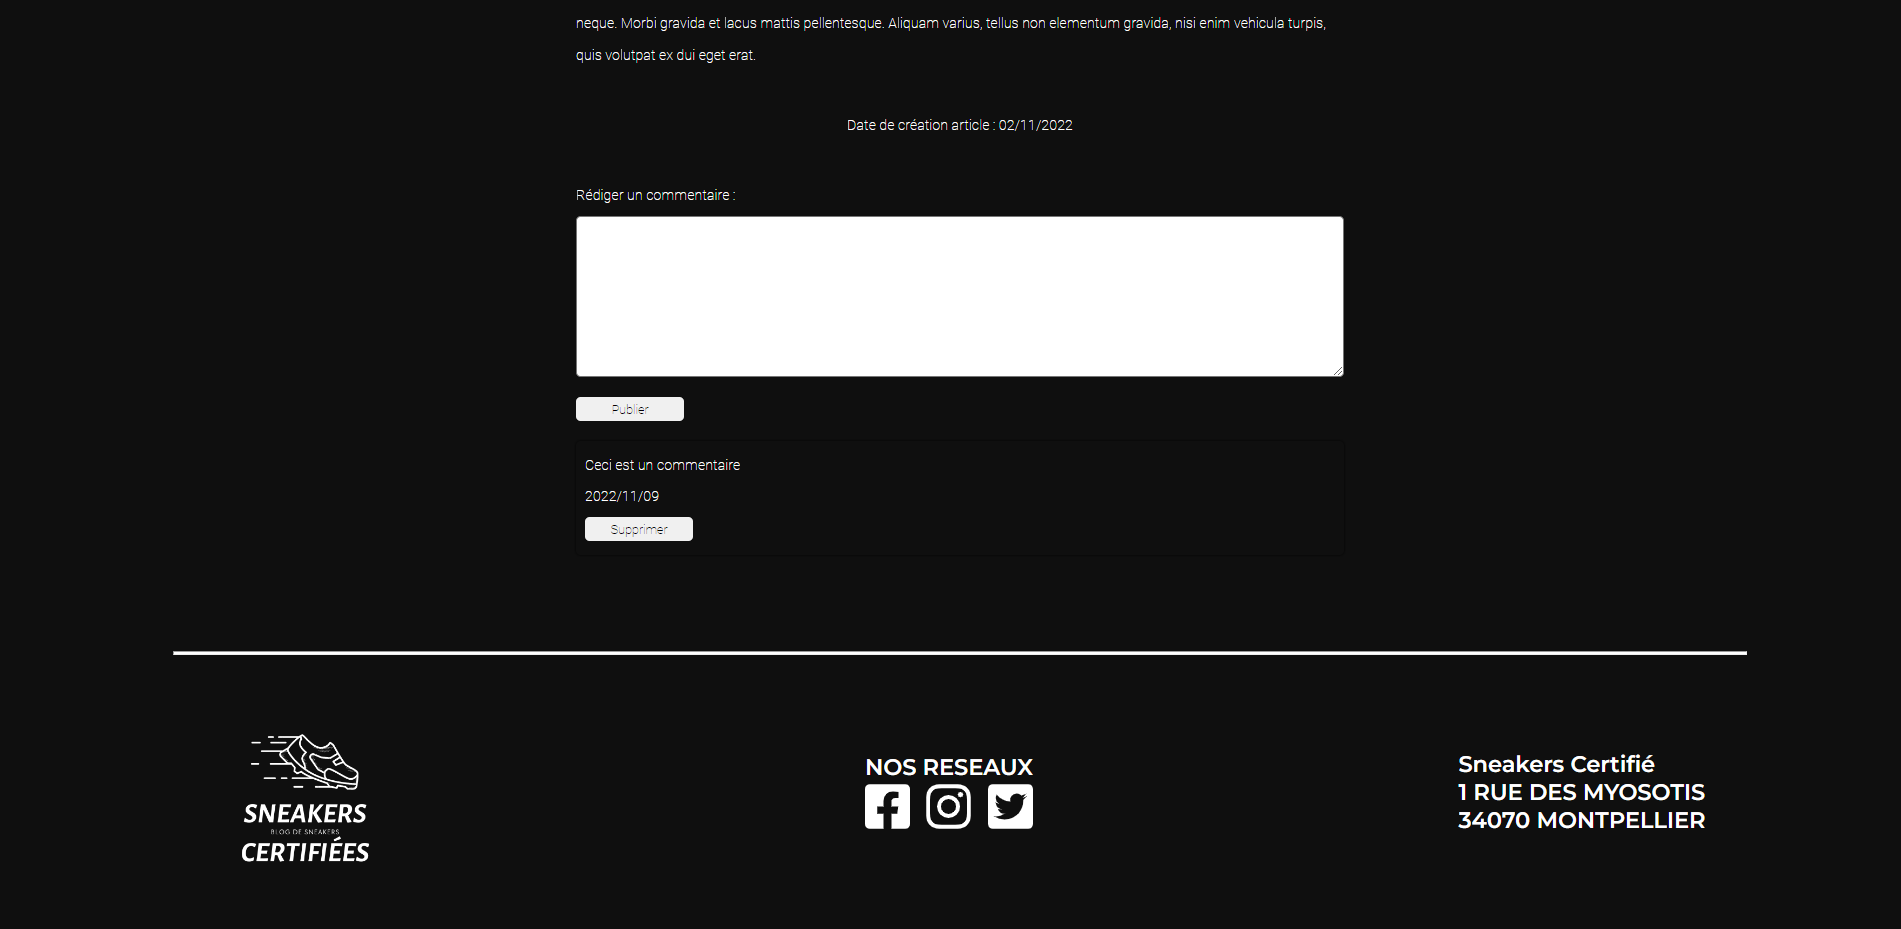 neque. Morbi gravida et lacus mattis pellentesque. Aliquam varius, tellus non elementum gravida, nisi enim vehicula turpis,
quis volutpat ex dui eget erat.
Date de création article : 02/11/2022
Rédiger un commentaire :
Publier
Ceci est un commentaire
2022/11/09
Supprimer
SNEAKERS
BLOG DE SNEAKERS
CERTIFIÉES
NOS RESEAUX
Sneakers Certifié
1 RUE DES MYOSOTIS
34070 MONTPELLIER